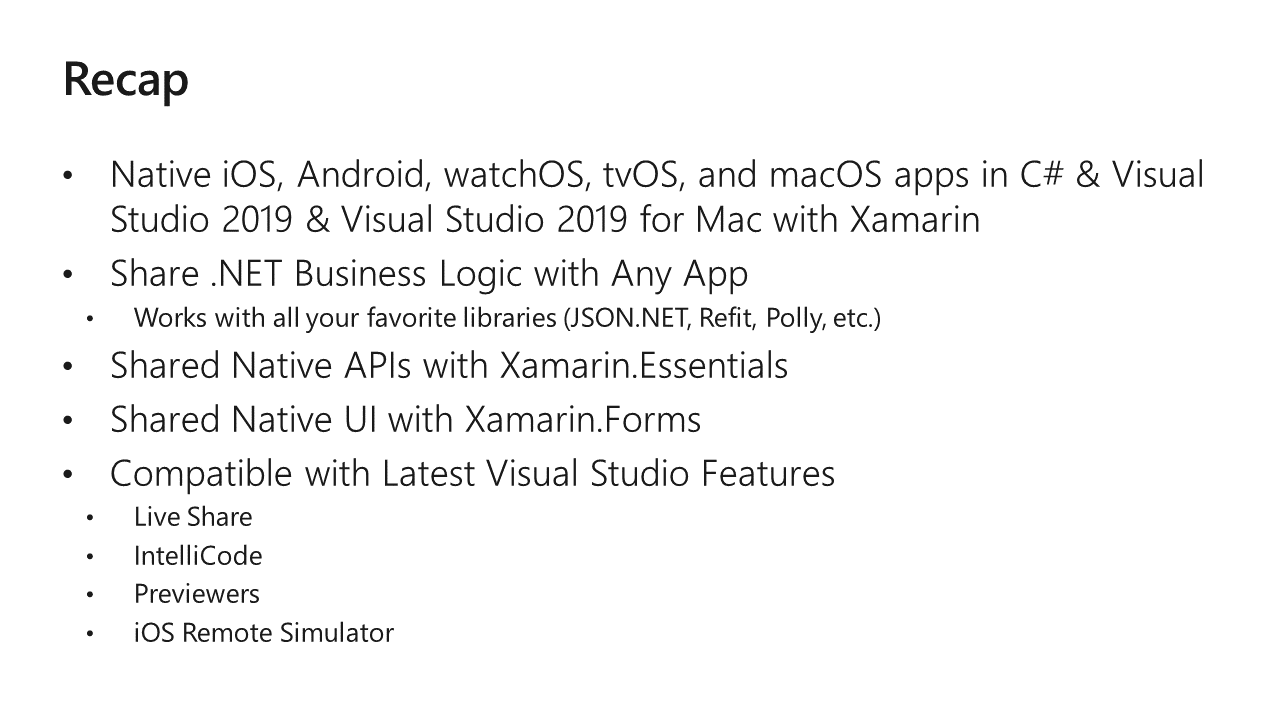 Recap
• Native iOS, Android, watchOS, tvOS, and macOS apps in C# & Visual
Studio 2019 & Visual Studio 2019 for Mac with Xamarin
• Share .NET Business Logic with Any App
• Works with all your favorite libraries (JSON.NET, Refit, Polly, etc.)
• Shared Native APIs with Xamarin.Essentials
• Shared Native UI with Xamarin.Forms
• Compatible with Latest Visual Studio Features
• Live Share
• IntelliCode
• Previewers
• iOS Remote Simulator